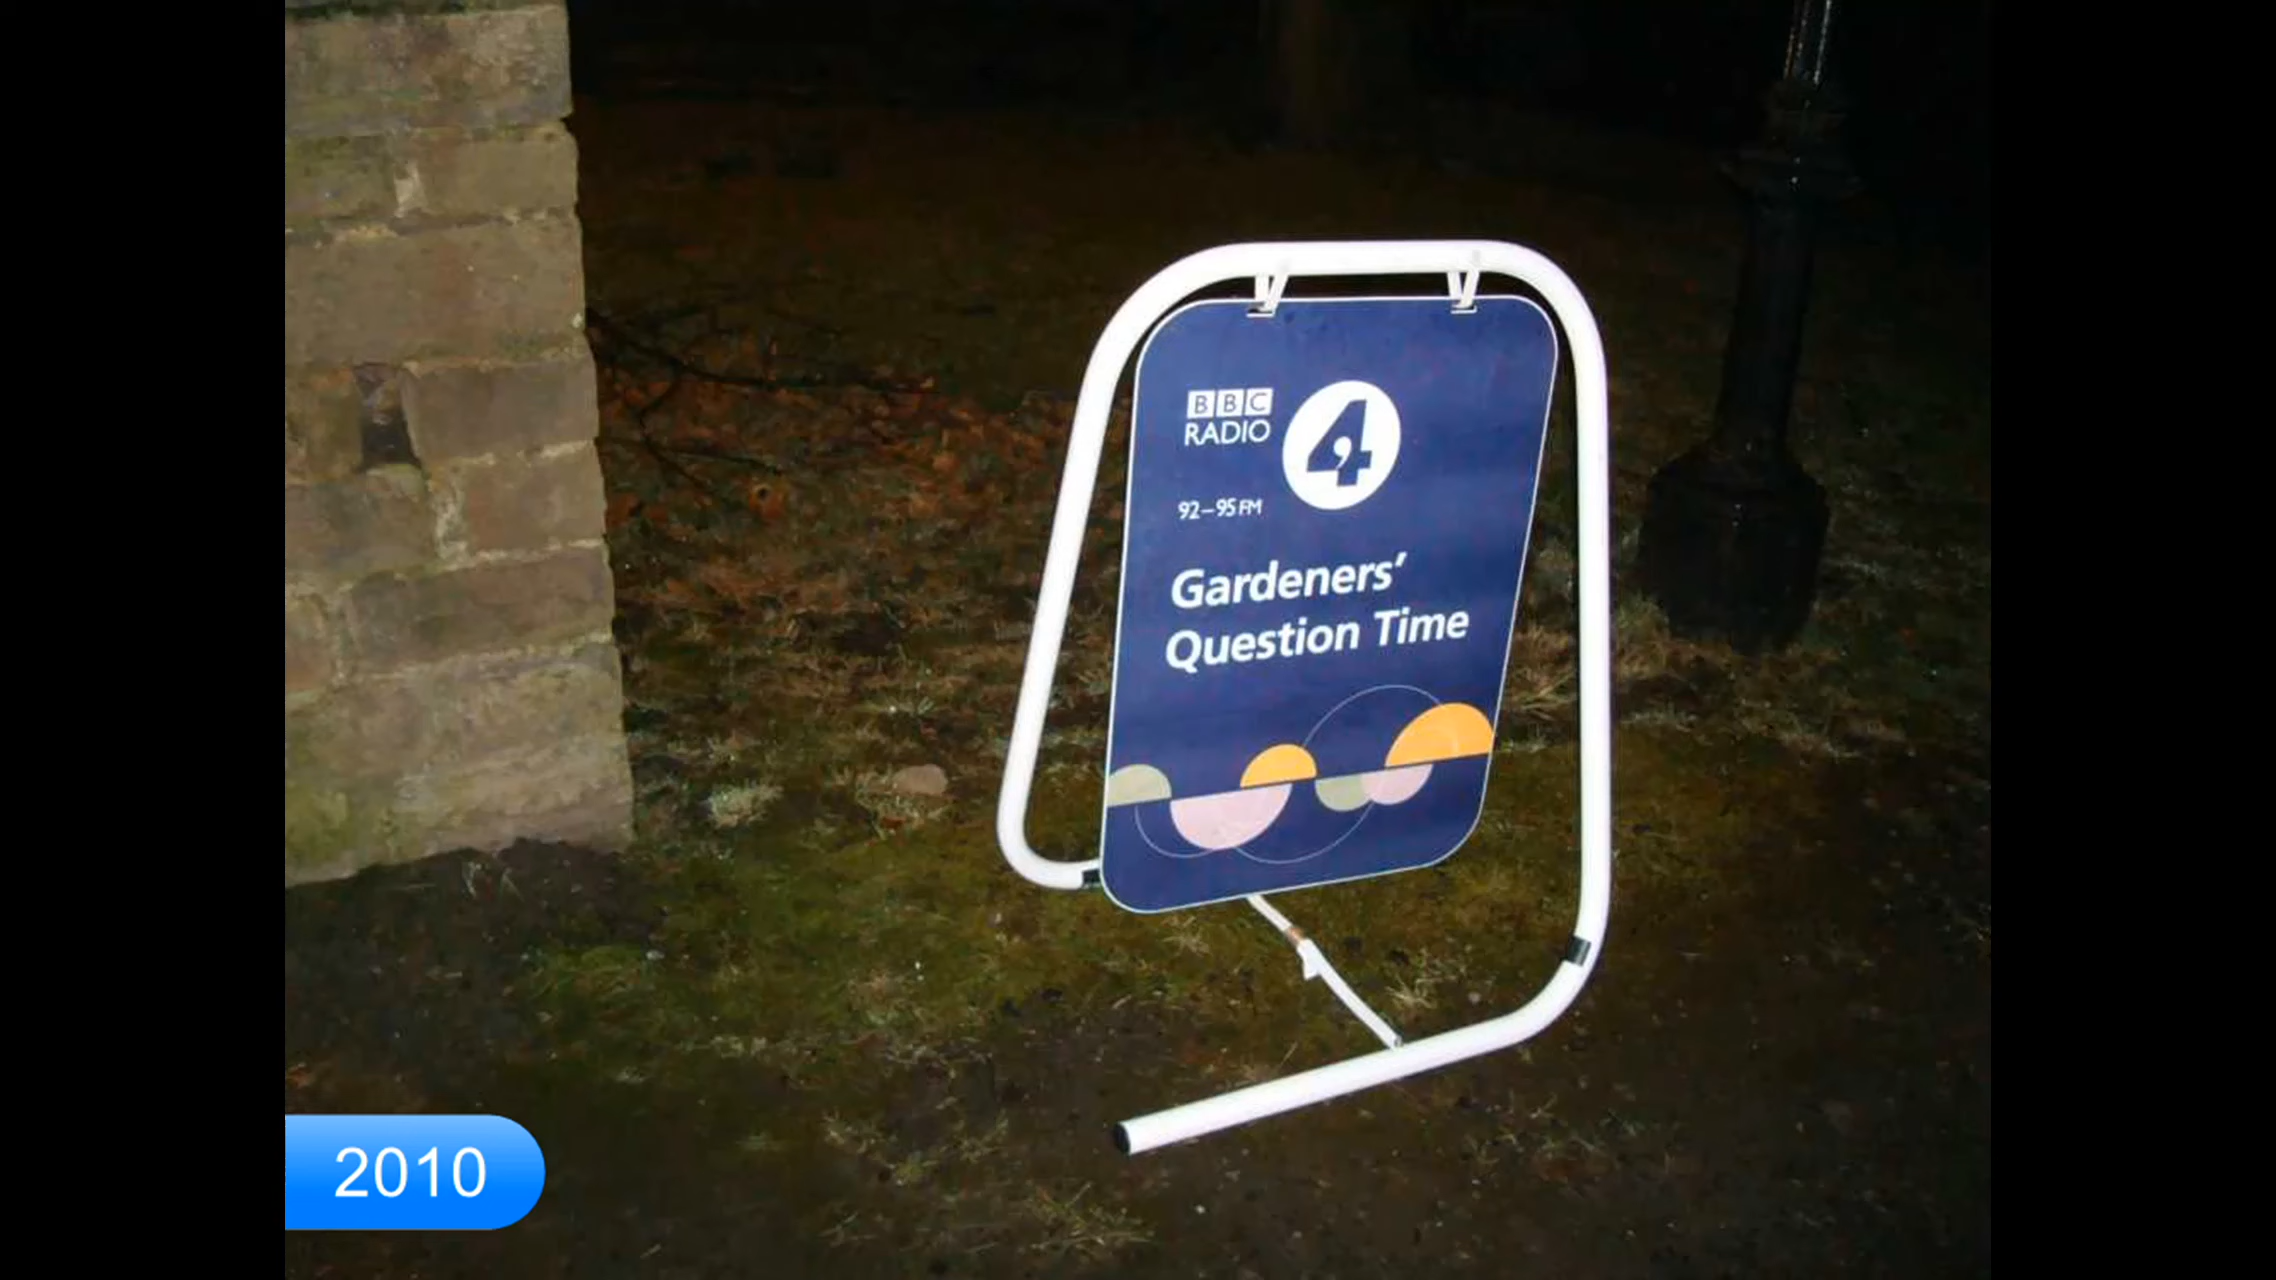 BBC
RADIO
4
92–95 FM
Gardeners’
Question Time
2010